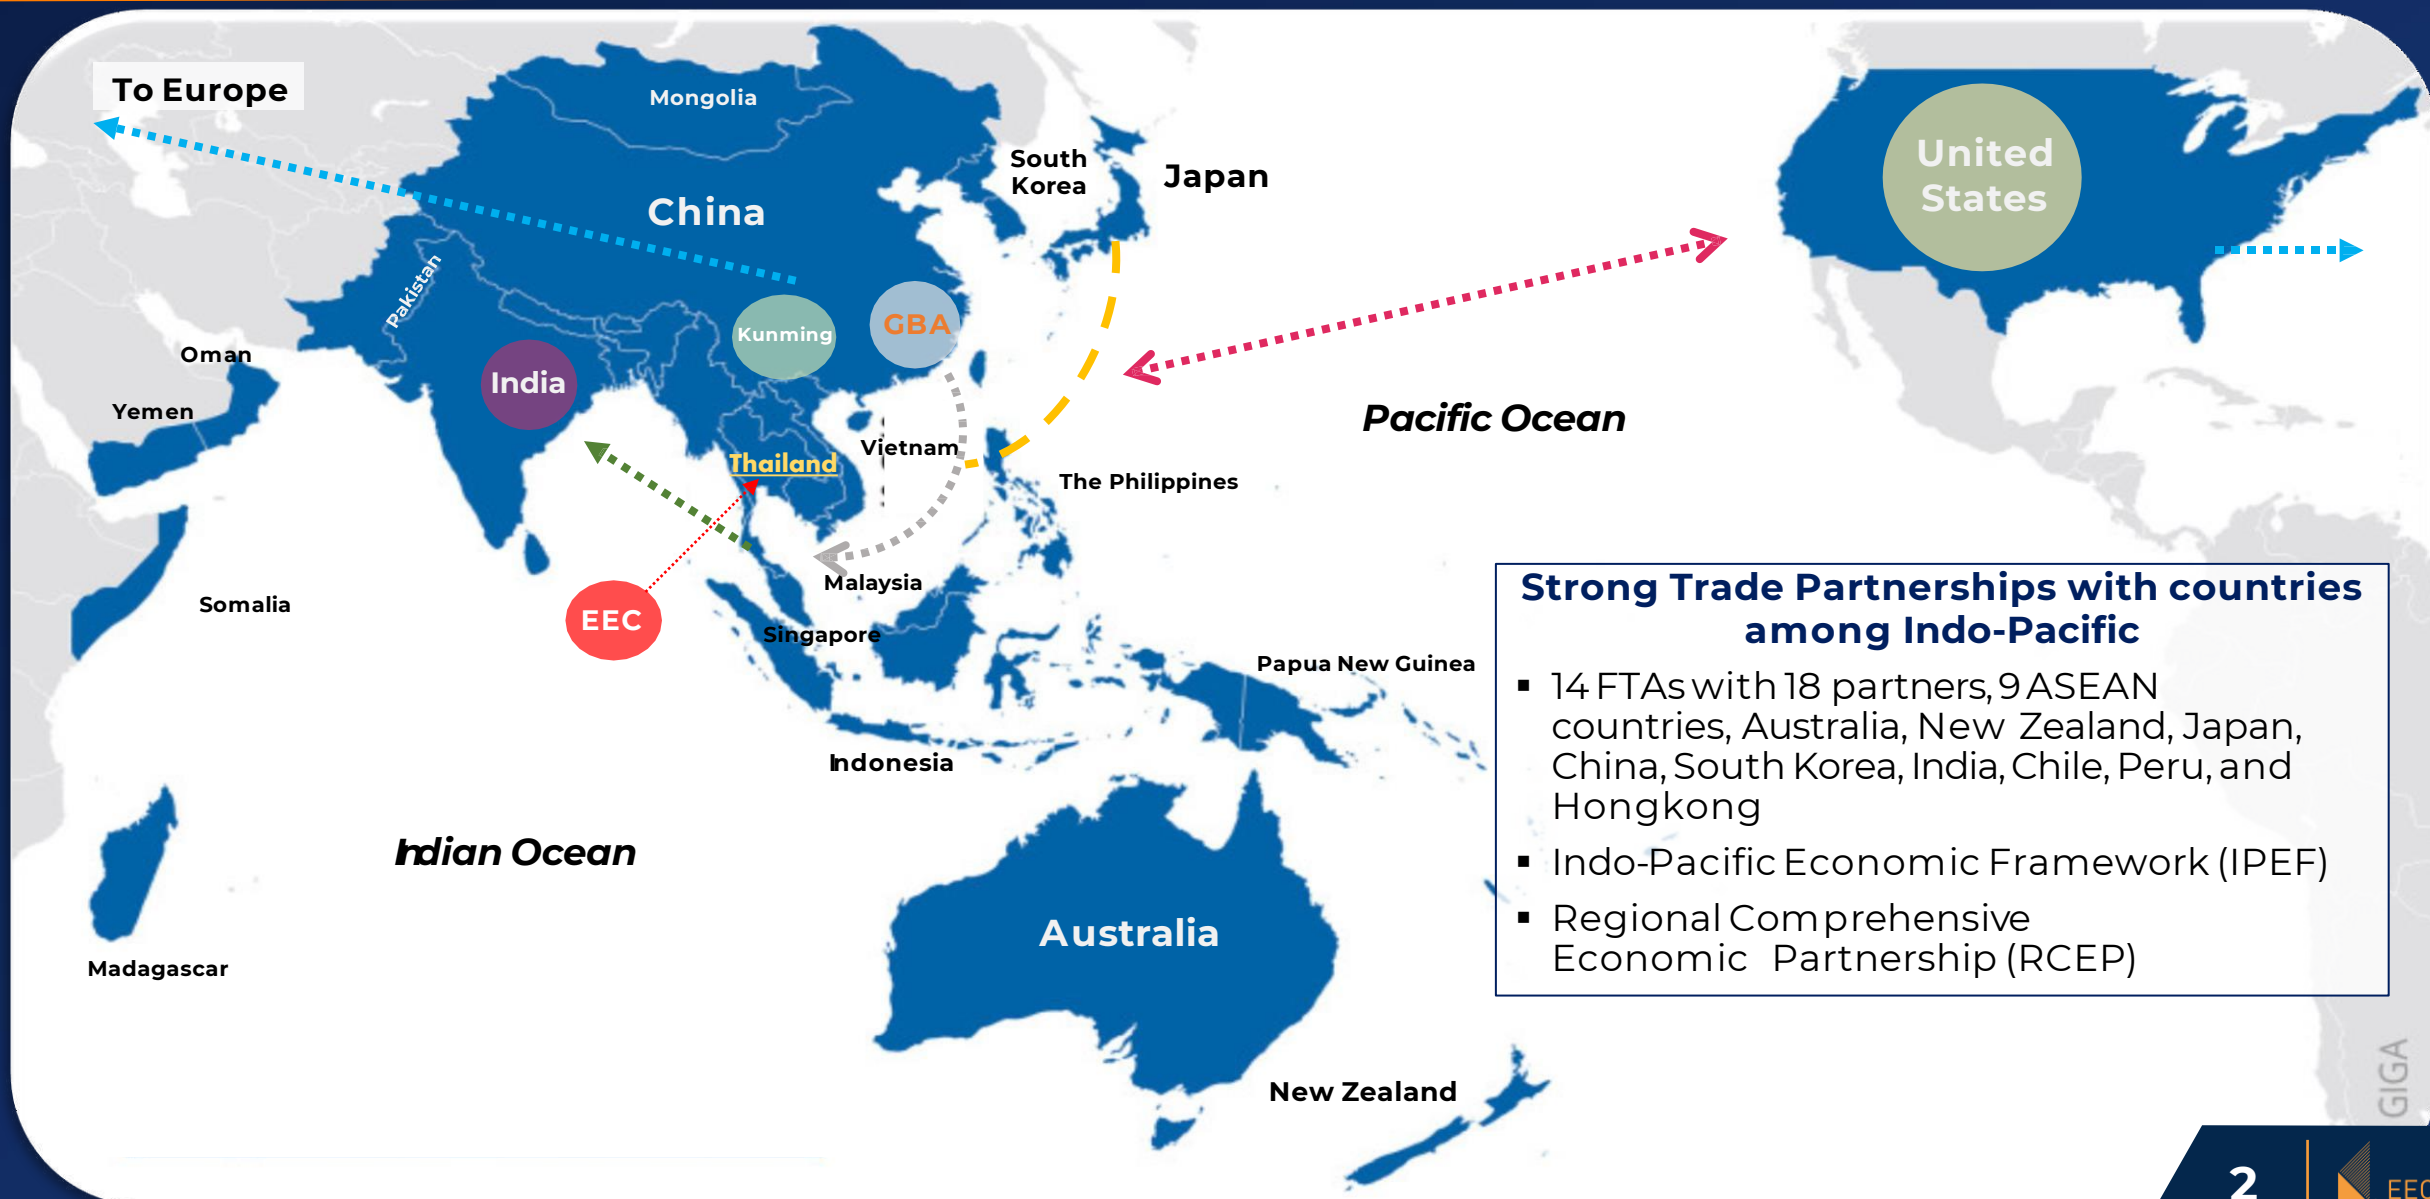 To Europe
Mongolia
South
Korea
Japan
United
States
China
Pakistan
Kunming
GBA
Oman
India
Yemen
Pacific Ocean
Vietnam
Thailand
The Philippines
Malaysia
Somalia
EEC
Singapore
Papua New Guinea
Indonesia
Indian Ocean
Australia
Madagascar
New Zealand
Strong Trade Partnerships with countries
among Indo-Pacific
▪ 14 FTAs with 18 partners, 9 ASEAN
countries, Australia, New Zealand, Japan,
China, South Korea, India, Chile, Peru, and
Hongkong
▪ Indo-Pacific Economic Framework (IPEF)
▪ Regional Comprehensive
Economic Partnership (RCEP)
GIGA
2
EEC